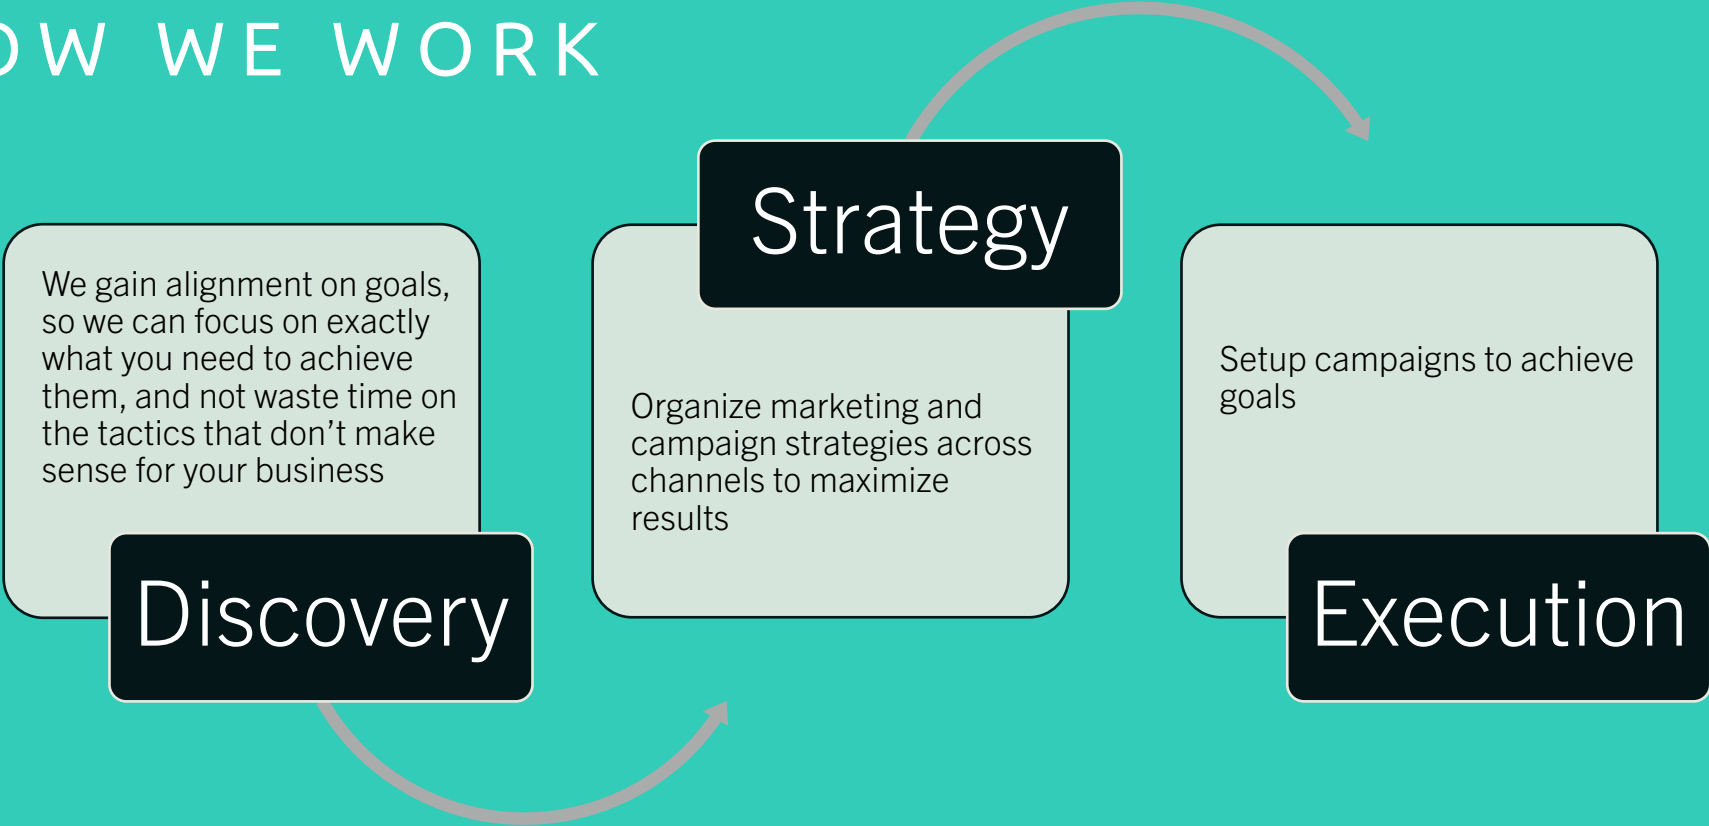 OW WE WORK
We gain alignment on goals,
so we can focus on exactly
what you need to achieve
them, and not waste time on
the tactics that don’t make
sense for your business
Discovery
Strategy
Organize marketing and
campaign strategies across
channels to maximize
results
Setup campaigns to achieve
goals
Execution